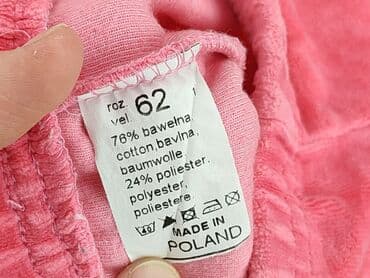 roz
vel. 62
76% bawełna,
cotton, bavlna,
baumwolle
24% poliester,
polyester,
poliestere
40
MADE IN
POLAND